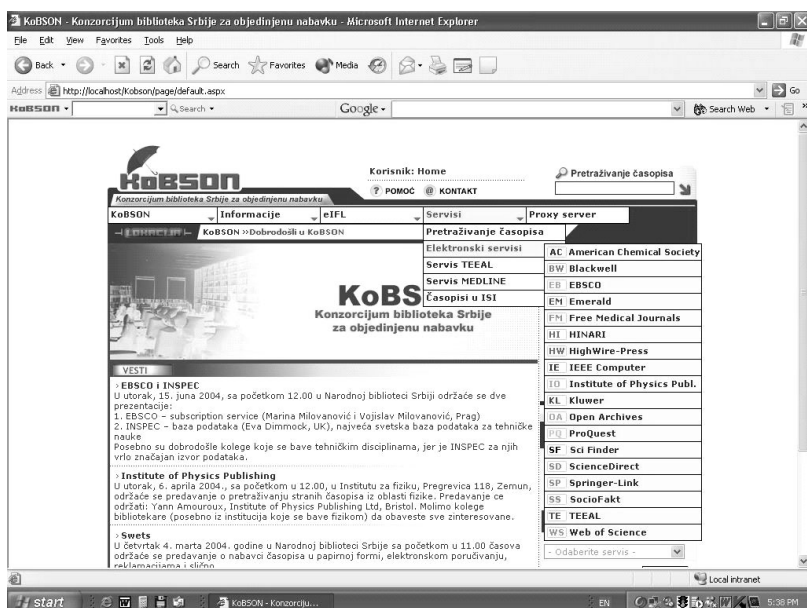 KoBSON - Konzorcijum biblioteka Srbije za objedinjenu nabavku - Microsoft Internet Explorer
File Edit View Favorites Tools Help
Back Search Favorites Media
Address http://localhost/Kobson/page/default.aspx Go
KoBSON Search Google Search Web
KoBSON
Konzorcijum biblioteka Srbije za objedinjenu nabavku
Korisnik: Home
? POMOĆ @ KONTAKT
Pretraživanje časopisa
KoBSON Informacije eIFL Servisi Proxy server
LOKACIJA KoBSON »Dobrodošli u KoBSON
Pretraživanje časopisa
Elektronski servisi
Servis TEEAL
Servis MEDLINE
Časopisi u ISI
AC American Chemical Society
BW Blackwell
EB EBSCO
EM Emerald
FM Free Medical Journals
HI HINARI
HW HighWire-Press
IE IEEE Computer
IO Institute of Physics Publ.
KL Kluwer
OA Open Archives
PQ ProQuest
SF Sci Finder
SD ScienceDirect
SP Springer-Link
SS SocioFakt
TE TEEAL
WS Web of Science
- Odaberite servis -
KoBS
Konzorcijum biblioteka Srbije
za objedinjenu nabavku
VESTI
EBSCO i INSPEC
U utorak, 15. juna 2004, sa početkom 12.00 u Narodnoj biblioteci Srbiji održaće se dve
prezentacije:
1. EBSCO – subscription service (Marina Milovanović i Vojislav Milovanović, Prag)
2. INSPEC – baza podataka (Eva Dimmock, UK), najveća svetska baza podataka za tehničke
nauke
Posebno su dobrodošle kolege koje se bave tehničkim disciplinama, jer je INSPEC za njih
vrlo značajan izvor podataka.
Institute of Physics Publishing
U utorak, 6. aprila 2004., sa početkom u 12.00, u Institutu za fiziku, Pregrevica 118, Zemun,
održaće se predavanje o pretraživanju stranih časopisa iz oblasti fizike. Predavanje ce
održati: Yann Amouroux, Institute of Physics Publishing Ltd, Bristol. Molimo kolege
bibliotekare (posebno iz institucija koje se bave fizikom) da obaveste sve zinteresovane.
Swets
U četvrtak 4. marta 2004. godine u Narodnoj biblioteci Srbije sa početkom u 11.00 časova
održaće se predavanje o nabavci časopisa u papirnoj formi, elektronskom poručivanju,
reklamacijama i slično.
Local intranet
start KoBSON - Konzorciju... EN 5:38 PM